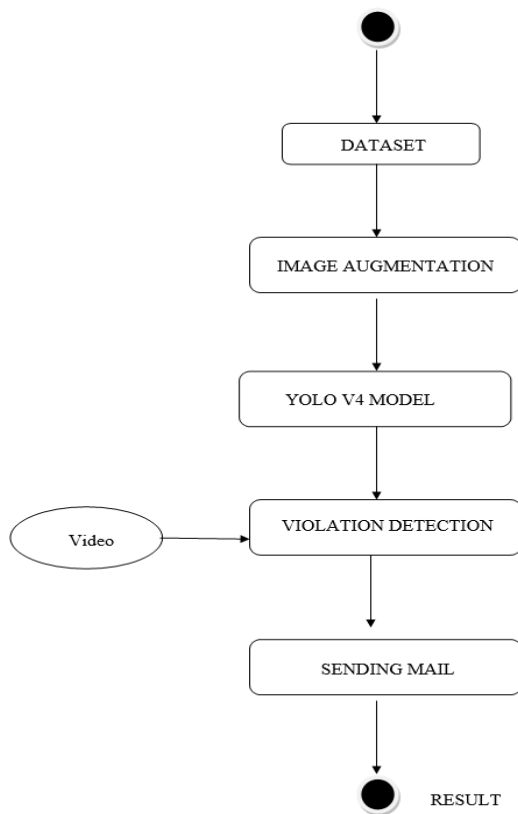 DATASET
IMAGE AUGMENTATION
YOLO V4 MODEL
VIOLATION DETECTION
Video
SENDING MAIL
RESULT